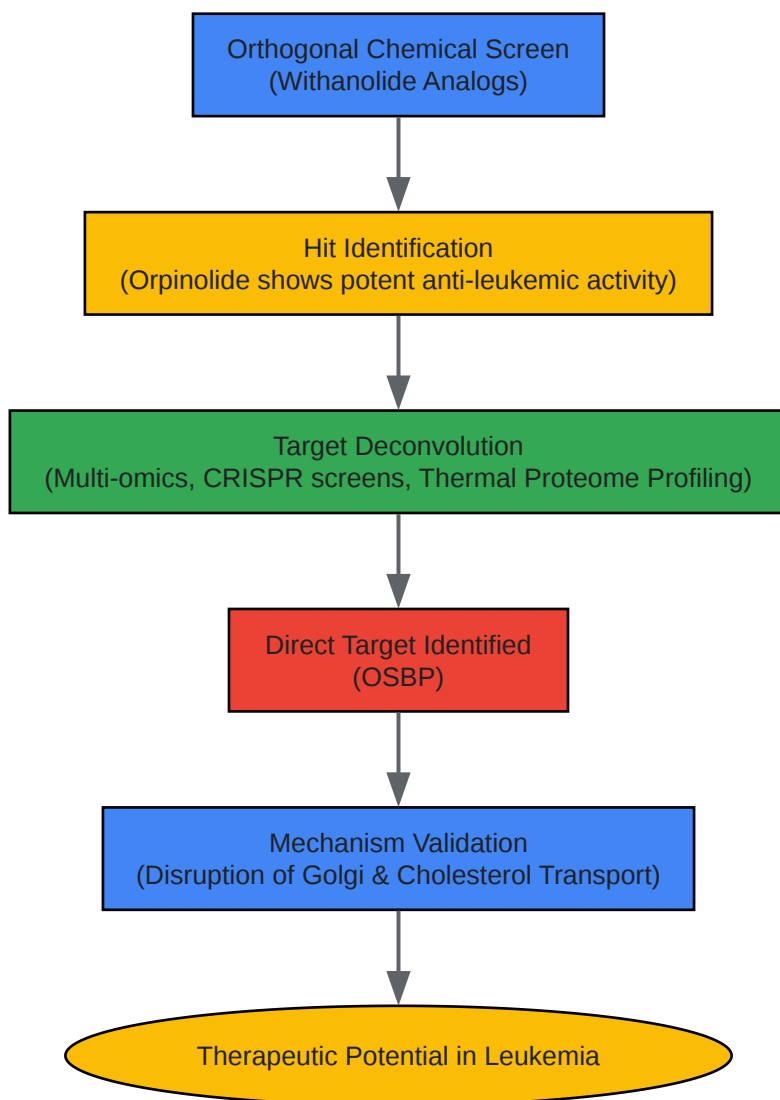 Orthogonal Chemical Screen
(Withanolide Analogs)
Hit Identification
(Orpinolide shows potent anti-leukemic activity)
Target Deconvolution
(Multi-omics, CRISPR screens, Thermal Proteome Profiling)
Direct Target Identified
(OSBP)
Mechanism Validation
(Disruption of Golgi & Cholesterol Transport)
Therapeutic Potential in Leukemia